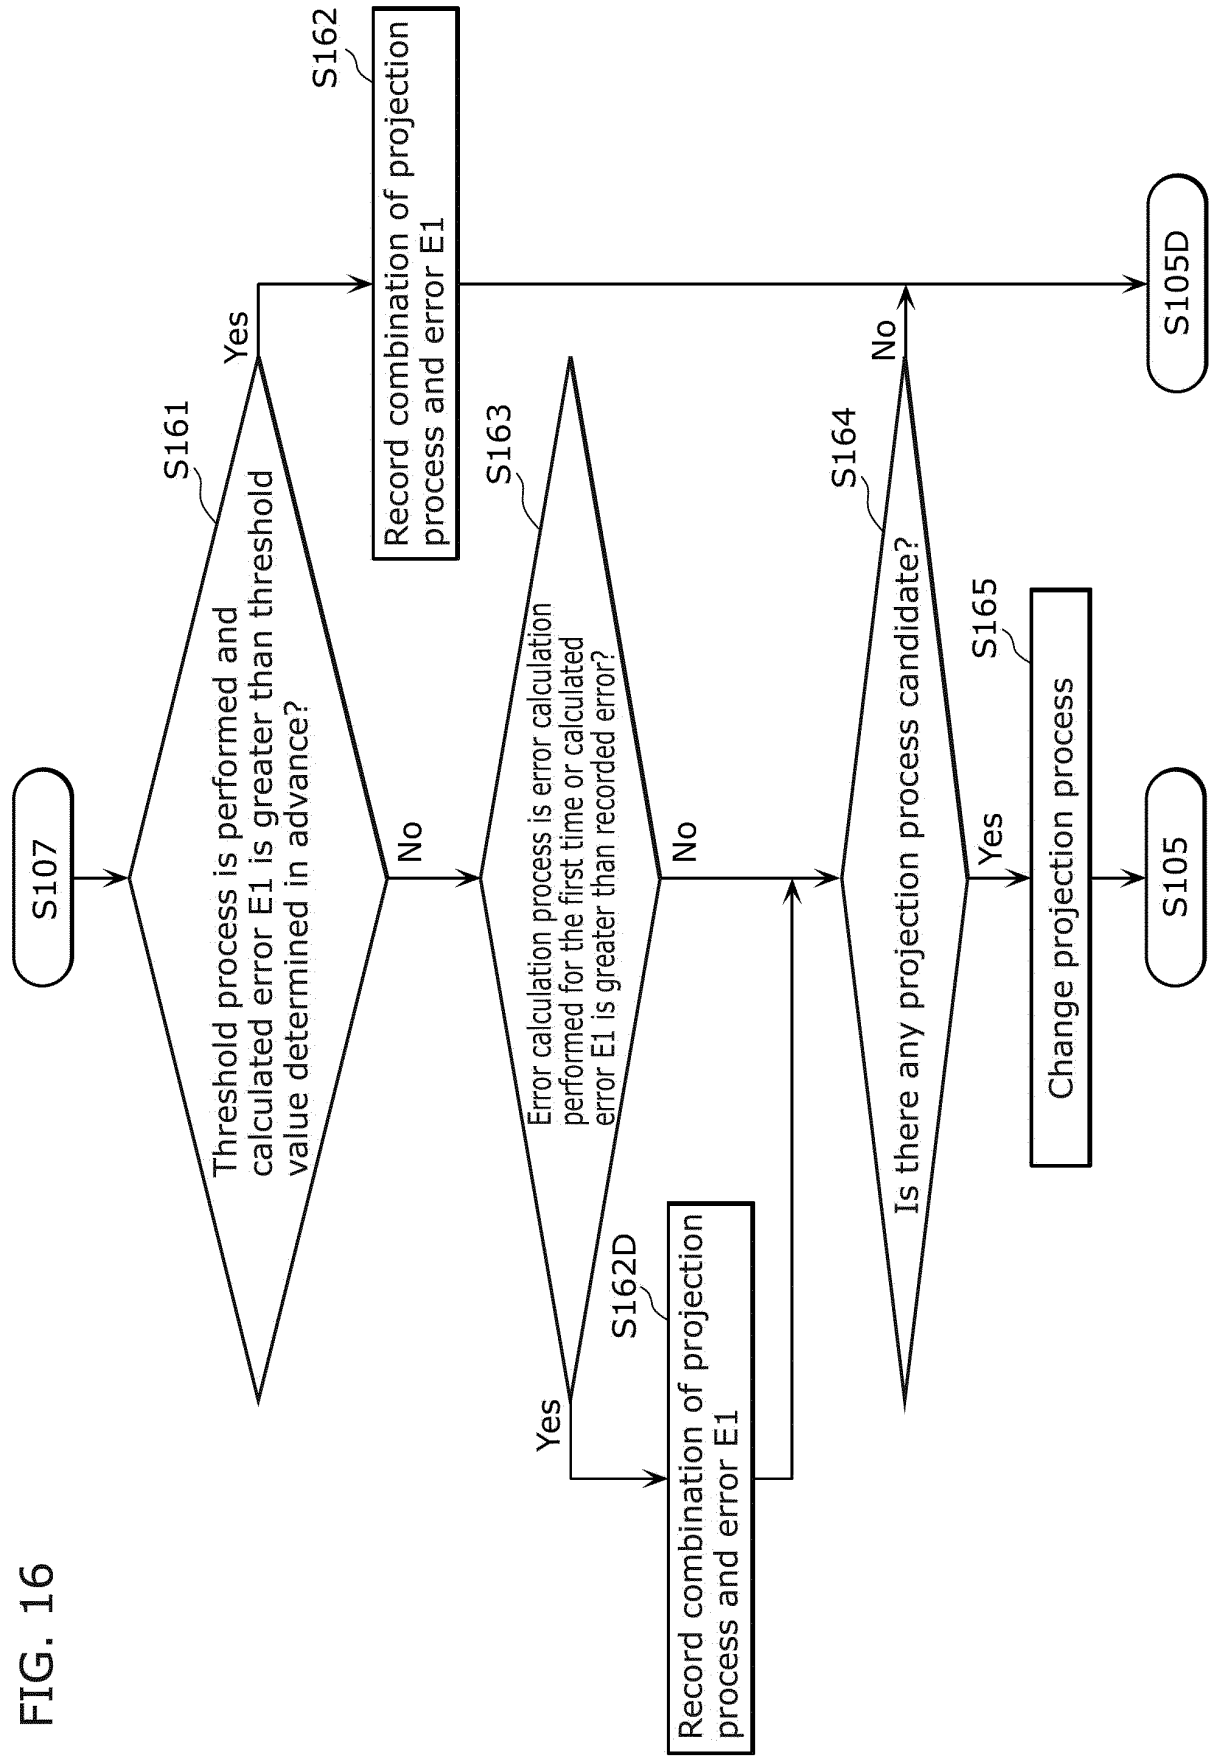 FIG. 16
S107
S161
Threshold process is performed and
calculated error E1 is greater than threshold
value determined in advance?
Yes
No
S162
Record combination of projection
process and error E1
S163
Error calculation process is error calculation
performed for the first time or calculated
error E1 is greater than recorded error?
Yes
No
S162D
Record combination of projection
process and error E1
S164
Is there any projection process candidate?
No
Yes
S165
Change projection process
S105
S105D